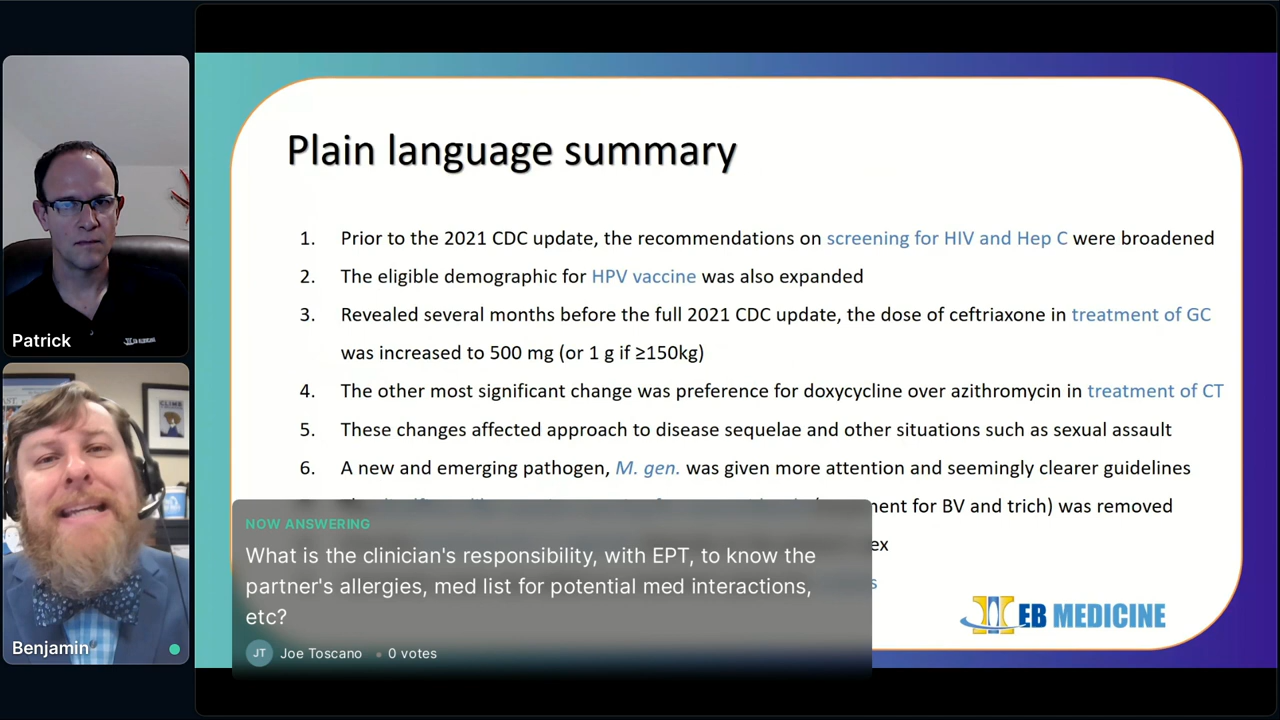 Plain language summary
1. Prior to the 2021 CDC update, the recommendations on screening for HIV and Hep C were broadened
2. The eligible demographic for HPV vaccine was also expanded
3. Revealed several months before the full 2021 CDC update, the dose of ceftriaxone in treatment of GC
was increased to 500 mg (or 1 g if ≥150kg)
4. The other most significant change was preference for doxycycline over azithromycin in treatment of CT
5. These changes affected approach to disease sequelae and other situations such as sexual assault
6. A new and emerging pathogen, M. gen. was given more attention and seemingly clearer guidelines
for BV and trich) was removed
NOW ANSWERING
What is the clinician's responsibility, with EPT, to know the
partner's allergies, med list for potential med interactions,
etc?
JT Joe Toscano • 0 votes
Patrick
Benjamin
EB MEDICINE